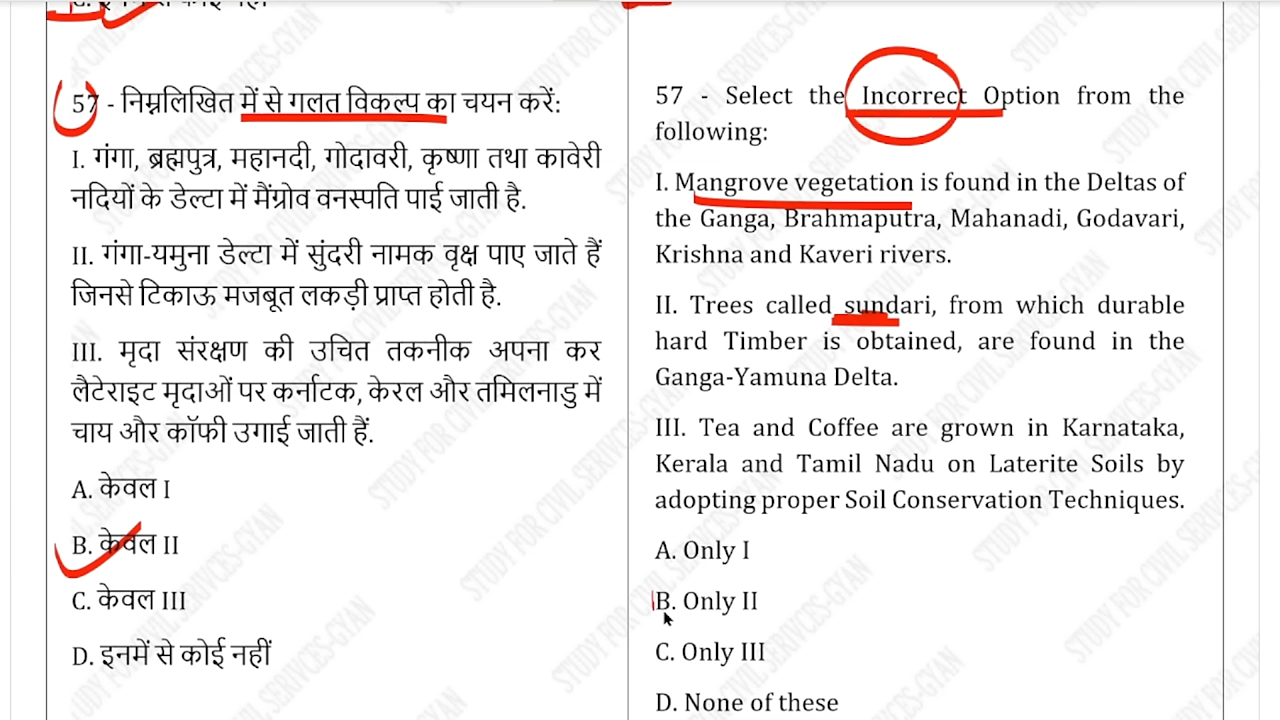 57 - निम्नलिखित में से गलत विकल्प का चयन करें:
I. गंगा, ब्रह्मपुत्र, महानदी, गोदावरी, कृष्णा तथा कावेरी
नदियों के डेल्टा में मैंग्रोव वनस्पति पाई जाती है.
II. गंगा-यमुना डेल्टा में सुंदरी नामक वृक्ष पाए जाते हैं
जिनसे टिकाऊ मजबूत लकड़ी प्राप्त होती है.
III. मृदा संरक्षण की उचित तकनीक अपना कर
लैटेराइट मृदाओं पर कर्नाटक, केरल और तमिलनाडु में
चाय और कॉफी उगाई जाती हैं.
A. केवल I
B. केवल II
C. केवल III
D. इनमें से कोई नहीं
57 - Select the Incorrect Option from the
following:
I. Mangrove vegetation is found in the Deltas of
the Ganga, Brahmaputra, Mahanadi, Godavari,
Krishna and Kaveri rivers.
II. Trees called sundari, from which durable
hard Timber is obtained, are found in the
Ganga-Yamuna Delta.
III. Tea and Coffee are grown in Karnataka,
Kerala and Tamil Nadu on Laterite Soils by
adopting proper Soil Conservation Techniques.
A. Only I
B. Only II
C. Only III
D. None of these
STUDY FOR CIVIL SERIVCES-GYAN